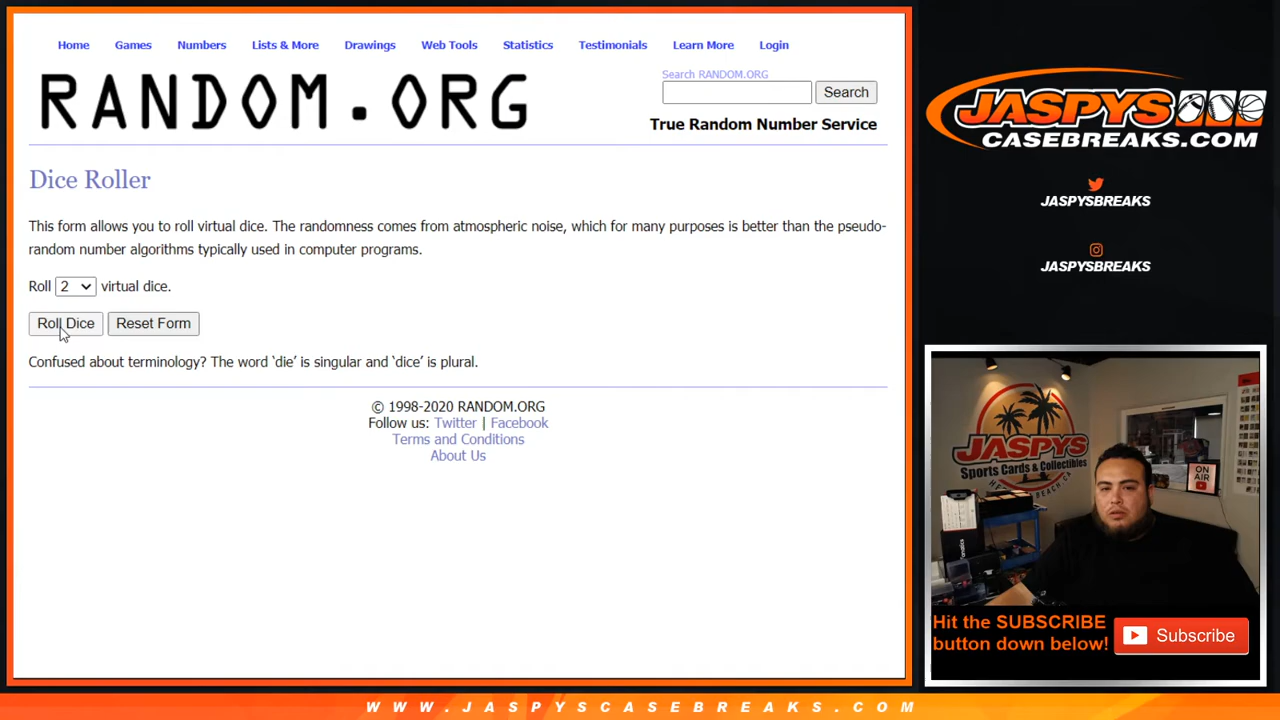 Home Games Numbers Lists & More Drawings Web Tools Statistics Testimonials Learn More Login
RANDOM.ORG
Search RANDOM.ORG
Search
True Random Number Service
Dice Roller
This form allows you to roll virtual dice. The randomness comes from atmospheric noise, which for many purposes is better than the pseudo-
random number algorithms typically used in computer programs.
Roll 2 virtual dice.
Roll Dice Reset Form
Confused about terminology? The word ‘die’ is singular and ‘dice’ is plural.
© 1998-2020 RANDOM.ORG
Follow us: Twitter | Facebook
Terms and Conditions
About Us
JASPYS
CASEBREAKS.COM
JASPYSBREAKS
JASPYSBREAKS
JASPYS
Sports Cards & Collectibles
ON
AIR
Fanatics
Hit the SUBSCRIBE
button down below!
Subscribe
WWW.JASPYSCASEBREAKS.COM